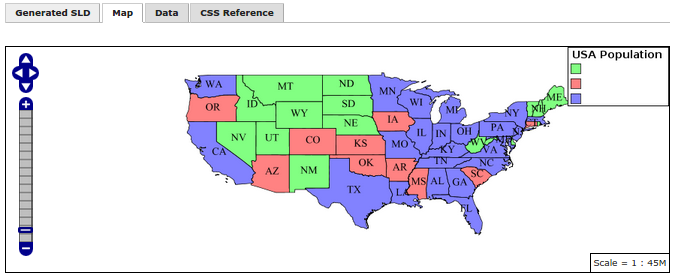 Generated SLD Map Data CSS Reference
USA Population
WA MT ND MN ME
OR ID SD WI MI NY NH
WY
NE IA PA
NV UT CO IL IN OH
CA KS MO WV VA
KY
AZ NM OK AR TN NC
SC
TX LA MS AL GA
FL
Scale = 1 : 45M